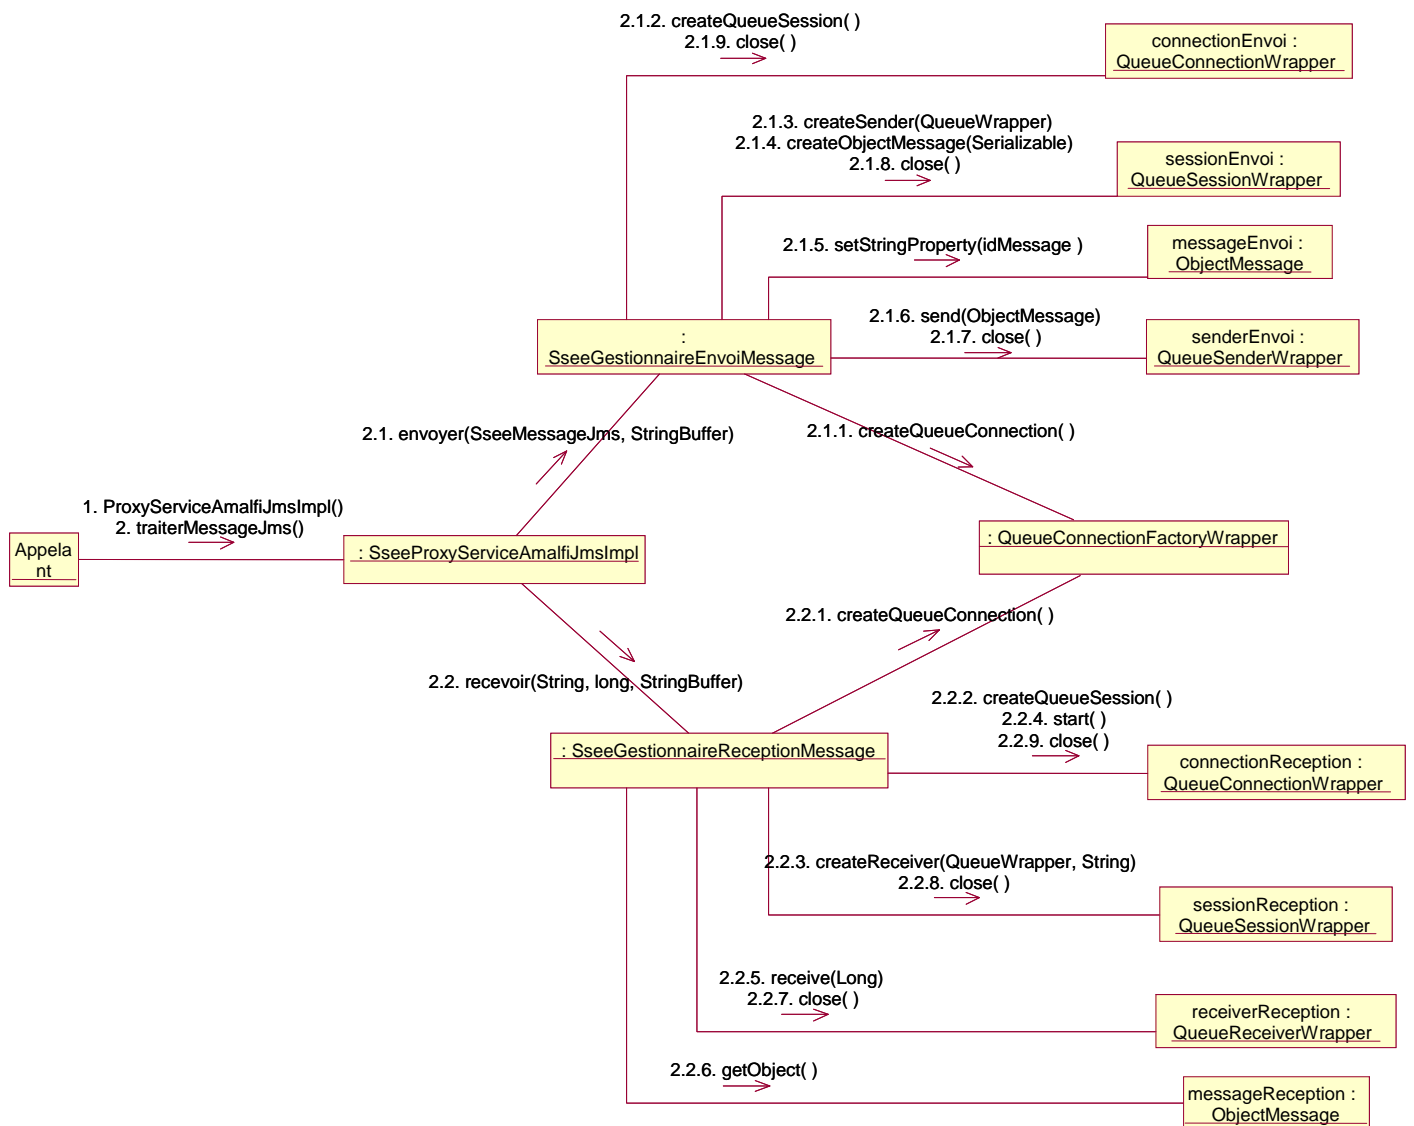 2.1.2. createQueueSession( )
2.1.9. close( )
connectionEnvoi :
QueueConnectionWrapper
2.1.3. createSender(QueueWrapper)
2.1.4. createObjectMessage(Serializable)
2.1.8. close( )
sessionEnvoi :
QueueSessionWrapper
2.1.5. setStringProperty(idMessage )
messageEnvoi :
ObjectMessage
:
SseeGestionnaireEnvoiMessage
2.1.6. send(ObjectMessage)
2.1.7. close( )
senderEnvoi :
QueueSenderWrapper
2.1. envoyer(SseeMessageJms, StringBuffer)
2.1.1. createQueueConnection( )
1. ProxyServiceAmalfiJmsImpl()
2. traiterMessageJms()
Appela
nt
: SseeProxyServiceAmalfiJmsImpl
: QueueConnectionFactoryWrapper
2.2.1. createQueueConnection( )
2.2. recevoir(String, long, StringBuffer)
2.2.2. createQueueSession( )
2.2.4. start( )
2.2.9. close( )
: SseeGestionnaireReceptionMessage
connectionReception :
QueueConnectionWrapper
2.2.3. createReceiver(QueueWrapper, String)
2.2.8. close( )
sessionReception :
QueueSessionWrapper
2.2.5. receive(Long)
2.2.7. close( )
receiverReception :
QueueReceiverWrapper
2.2.6. getObject( )
messageReception :
ObjectMessage